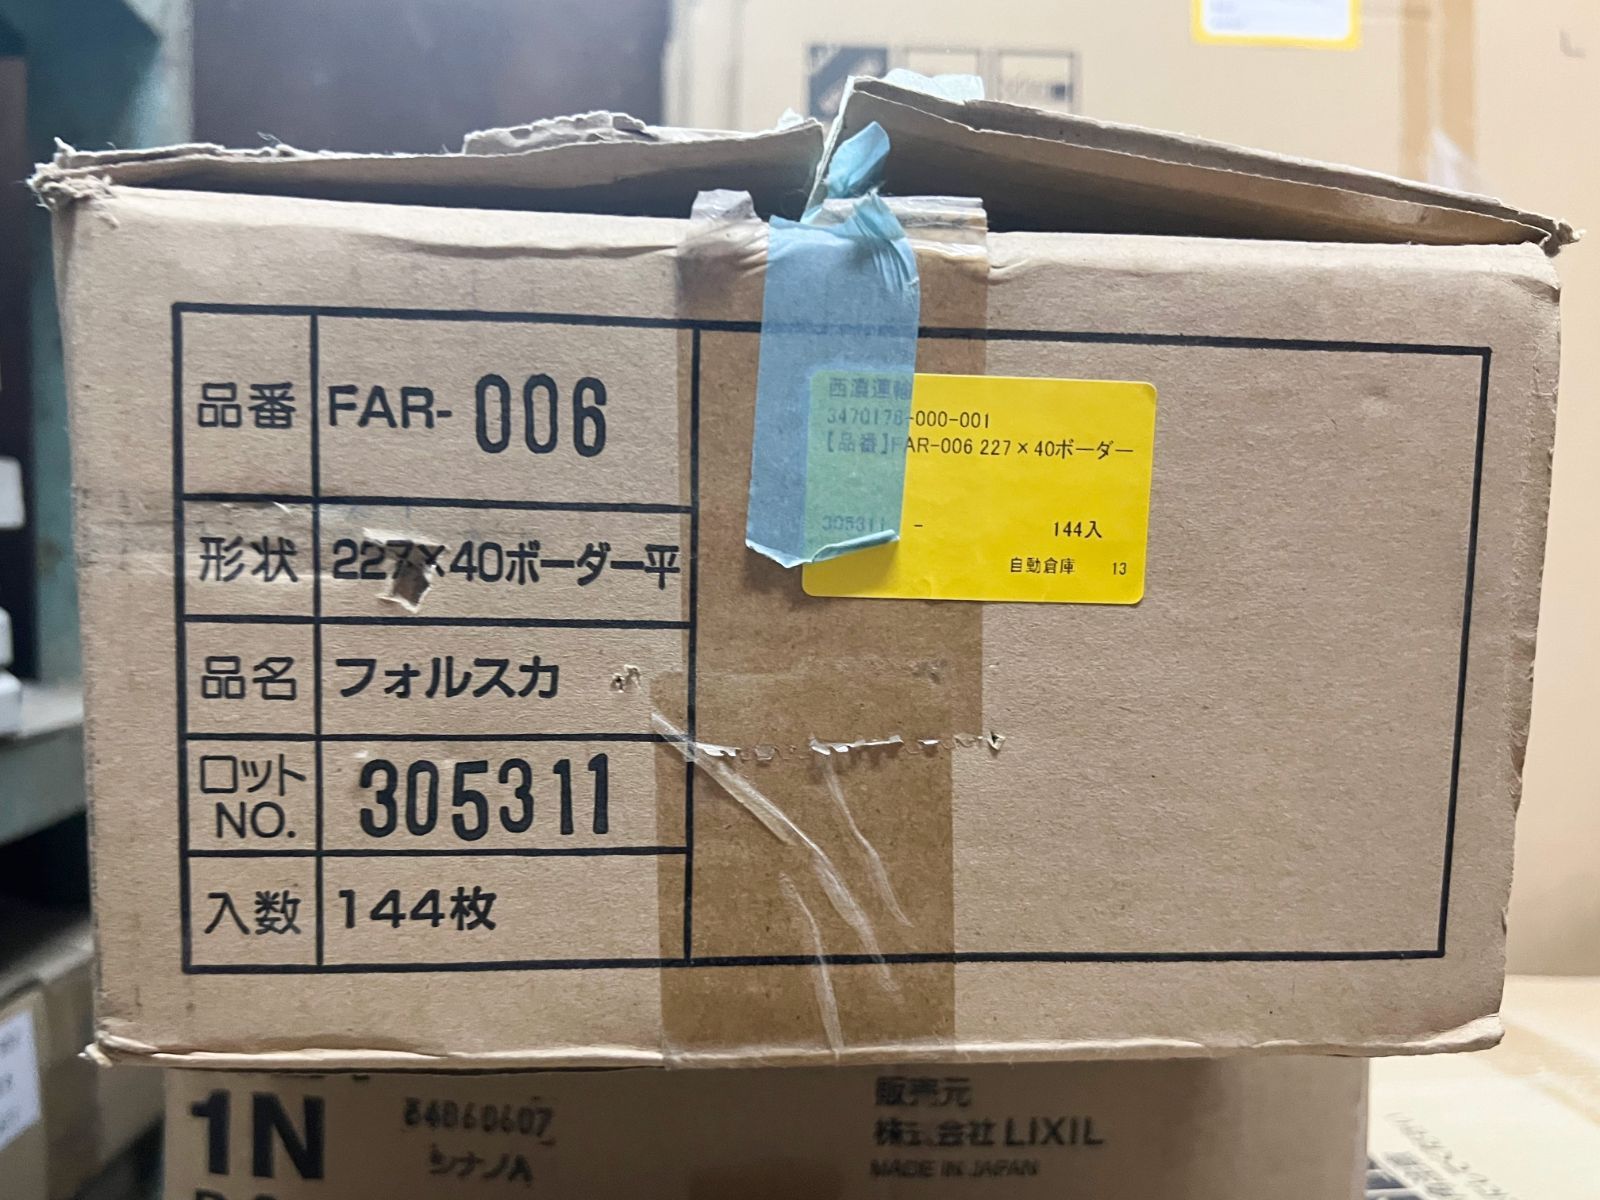 品番 FAR-006
形状 227×40ボーダー平
品名 フォルスカ
ロット
NO. 305311
入数 144枚
西濃運輸
3470178-000-001
【品番】FAR-006 227×40ボーダー
305311 - 144入
自動倉庫 13
1N
シナノA
販売元
株式会社 LIXIL
MADE IN JAPAN